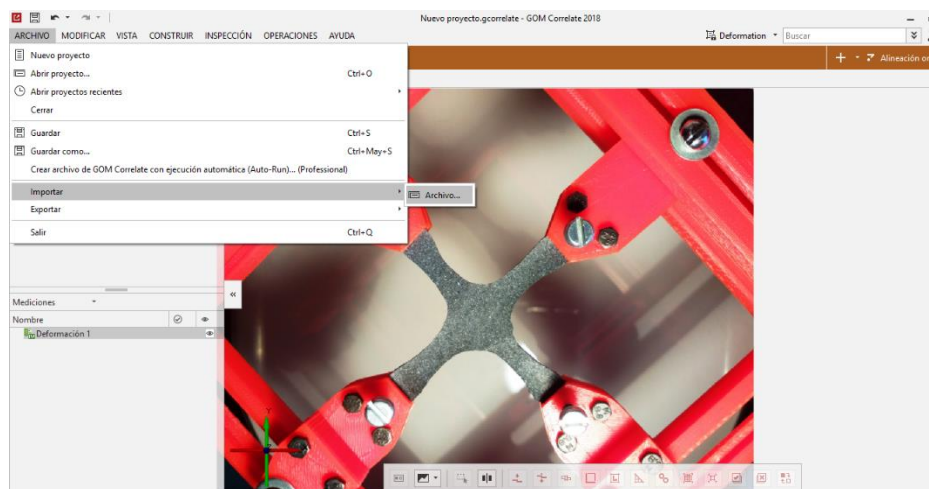 Nuevo proyecto.gcorrelate - GOM Correlate 2018
ARCHIVO MODIFICAR VISTA CONSTRUIR INSPECCIÓN OPERACIONES AYUDA
Deformation
Buscar
Nuevo proyecto
Abrir proyecto... Ctrl+O
Abrir proyectos recientes
Cerrar
Guardar Ctrl+S
Guardar como... Ctrl+May+S
Crear archivo de GOM Correlate con ejecución automática (Auto-Run)... (Professional)
Importar
Archivo...
Exportar
Salir Ctrl+Q
Alineación
Mediciones
Nombre
Deformación 1
Y